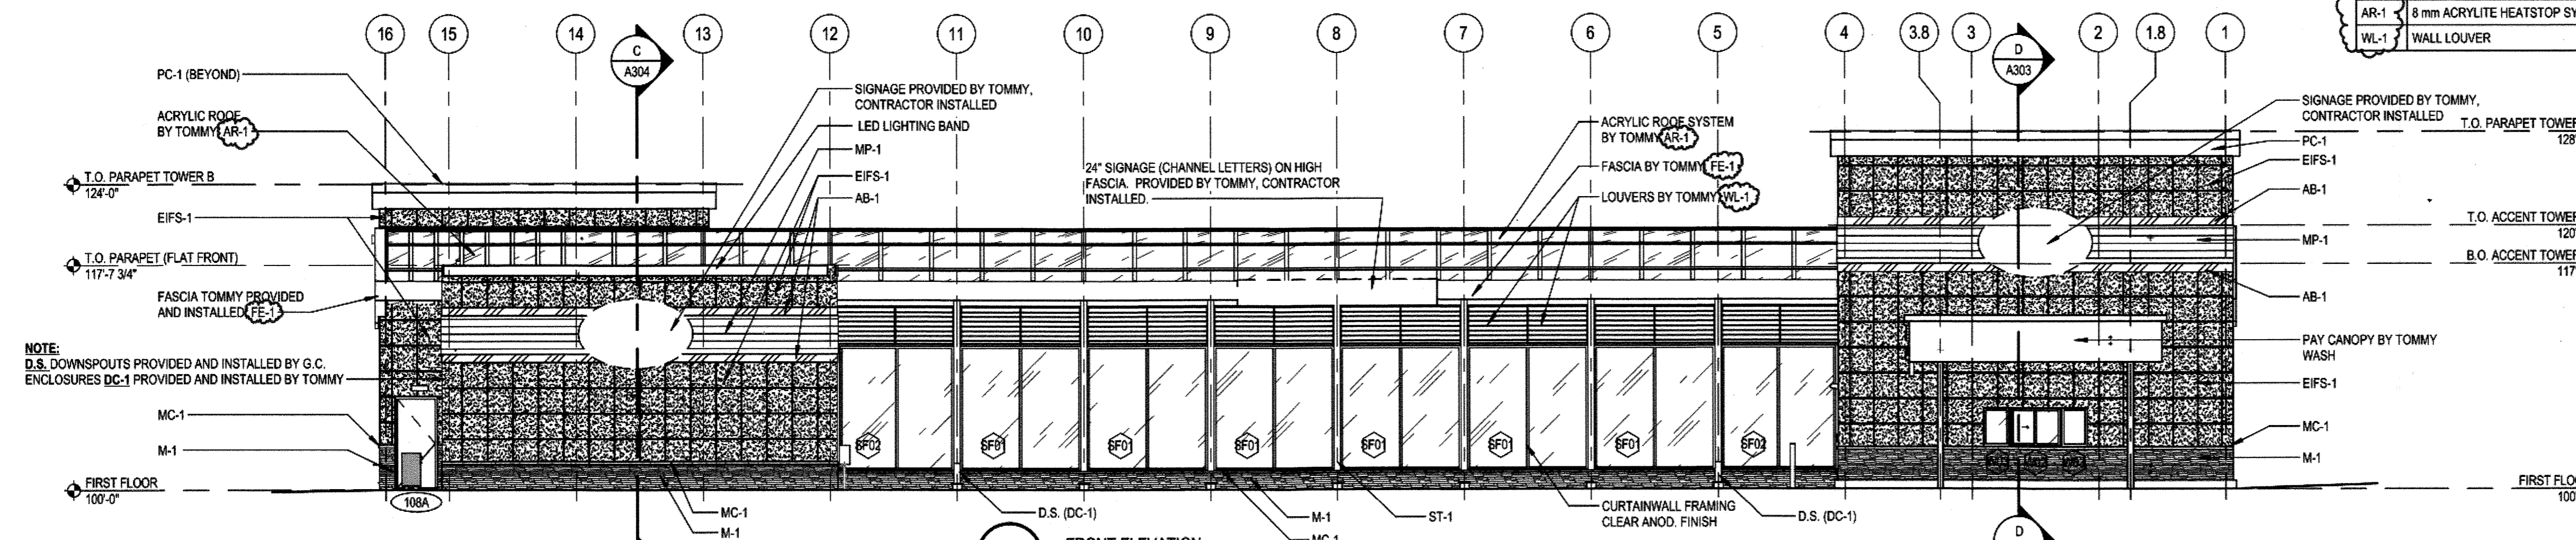 16 15 14 13 12 11 10 9 8 7 6 5 4 3.8 3 2 1.8 1
C
A304
D
A303
AR-1 8 mm ACRYLITE HEATSTOP
WL-1 WALL LOUVER
PC-1 (BEYOND)
ACRYLIC ROOF
BY TOMMY AR-1
T.O. PARAPET TOWER B
124'-0"
EIFS-1
T.O. PARAPET (FLAT FRONT)
117'-7 3/4"
FASCIA TOMMY PROVIDED
AND INSTALLED FE-1
NOTE:
D.S. DOWNSPOUTS PROVIDED AND INSTALLED BY G.C.
ENCLOSURES DC-1 PROVIDED AND INSTALLED BY TOMMY
MC-1
M-1
FIRST FLOOR
100'-0"
108A
SIGNAGE PROVIDED BY TOMMY,
CONTRACTOR INSTALLED
LED LIGHTING BAND
MP-1
EIFS-1
AB-1
24" SIGNAGE (CHANNEL LETTERS) ON HIGH
FASCIA. PROVIDED BY TOMMY, CONTRACTOR
INSTALLED.
ACRYLIC ROOF SYSTEM
BY TOMMY AR-1
FASCIA BY TOMMY FE-1
LOUVERS BY TOMMY WL-1
SF02 SF01 SF01 SF01 SF01 SF01 SF01 SF02
MC-1
M-1
D.S. (DC-1)
M-1
MC-1
ST-1
CURTAINWALL FRAMING
CLEAR ANOD. FINISH
D.S. (DC-1)
FRONT ELEVATION
SIGNAGE PROVIDED BY TOMMY,
CONTRACTOR INSTALLED
T.O. PARAPET TOWER
128'
PC-1
EIFS-1
AB-1
T.O. ACCENT TOWER
120'
MP-1
B.O. ACCENT TOWER
117'
AB-1
PAY CANOPY BY TOMMY
WASH
EIFS-1
MC-1
M-1
FIRST FLOO
100'
D